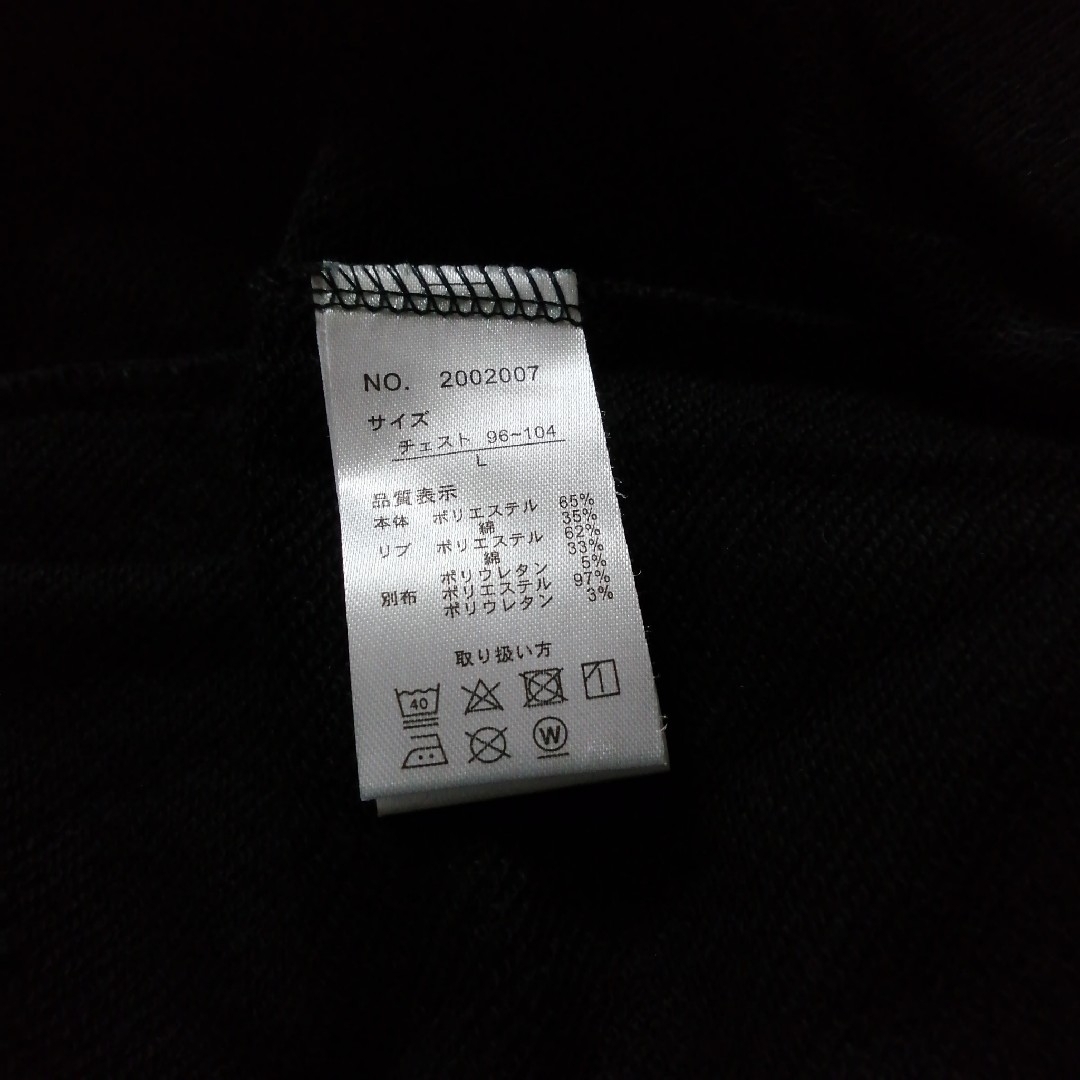 NO. 2002007
サイズ
チェスト 96~104
L
品質表示
本体 ポリエステル 65%
綿 35%
リブ ポリエステル 62%
綿 33%
ポリウレタン 5%
別布 ポリエステル 97%
ポリウレタン 3%
取り扱い方
40
W